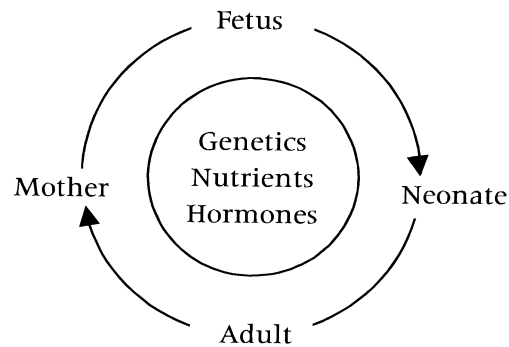 Fetus
Genetics
Nutrients
Hormones
Mother
Neonate
Adult